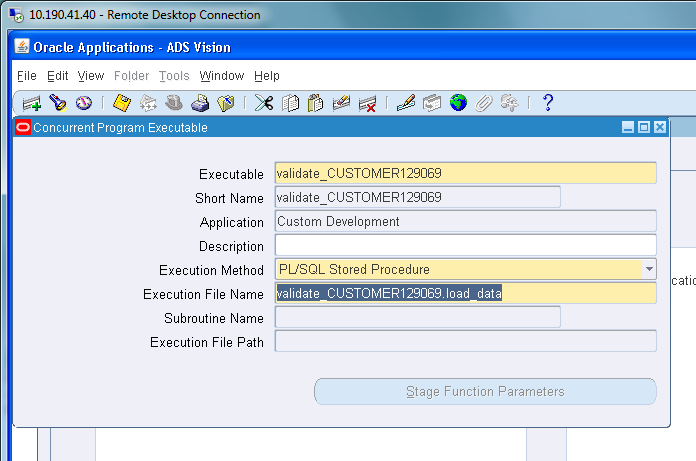 10.190.41.40 - Remote Desktop Connection
Oracle Applications - ADS Vision
File Edit View Folder Tools Window Help
Concurrent Program Executable
Executable validate_CUSTOMER129069
Short Name validate_CUSTOMER129069
Application Custom Development
Description
Execution Method PL/SQL Stored Procedure
Execution File Name validate_CUSTOMER129069.load_data
Subroutine Name
Execution File Path
Stage Function Parameters